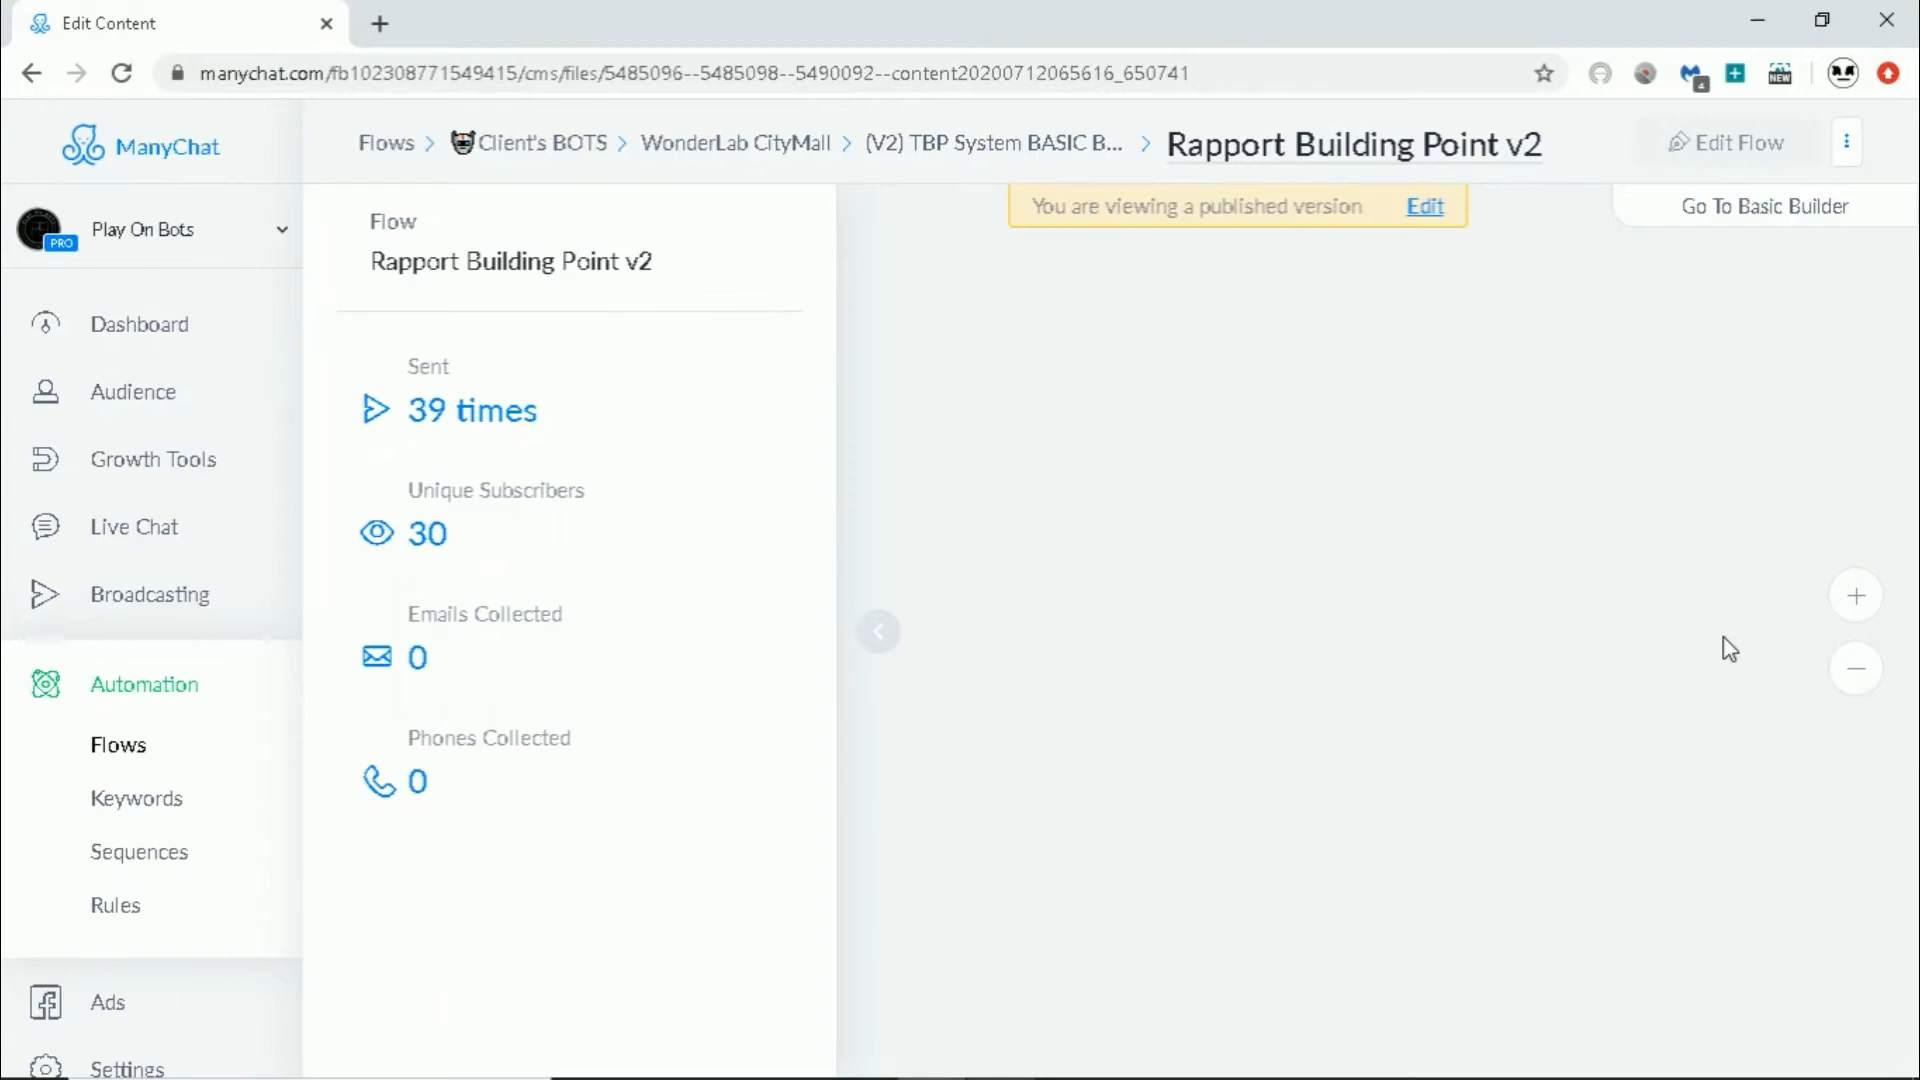 Edit Content
manychat.com/fb102308771549415/cms/files/5485096--5485098--5490092--content20200712065616_650741
4
NEW
ManyChat
Flows > Client's BOTS > WonderLab CityMall > (V2) TBP System BASIC B... > Rapport Building Point v2
Edit Flow
You are viewing a published version Edit
Go To Basic Builder
Play On Bots
PRO
Dashboard
Audience
Growth Tools
Live Chat
Broadcasting
Automation
Flows
Keywords
Sequences
Rules
Ads
Settings
Flow
Rapport Building Point v2
Sent
39 times
Unique Subscribers
30
Emails Collected
0
Phones Collected
0